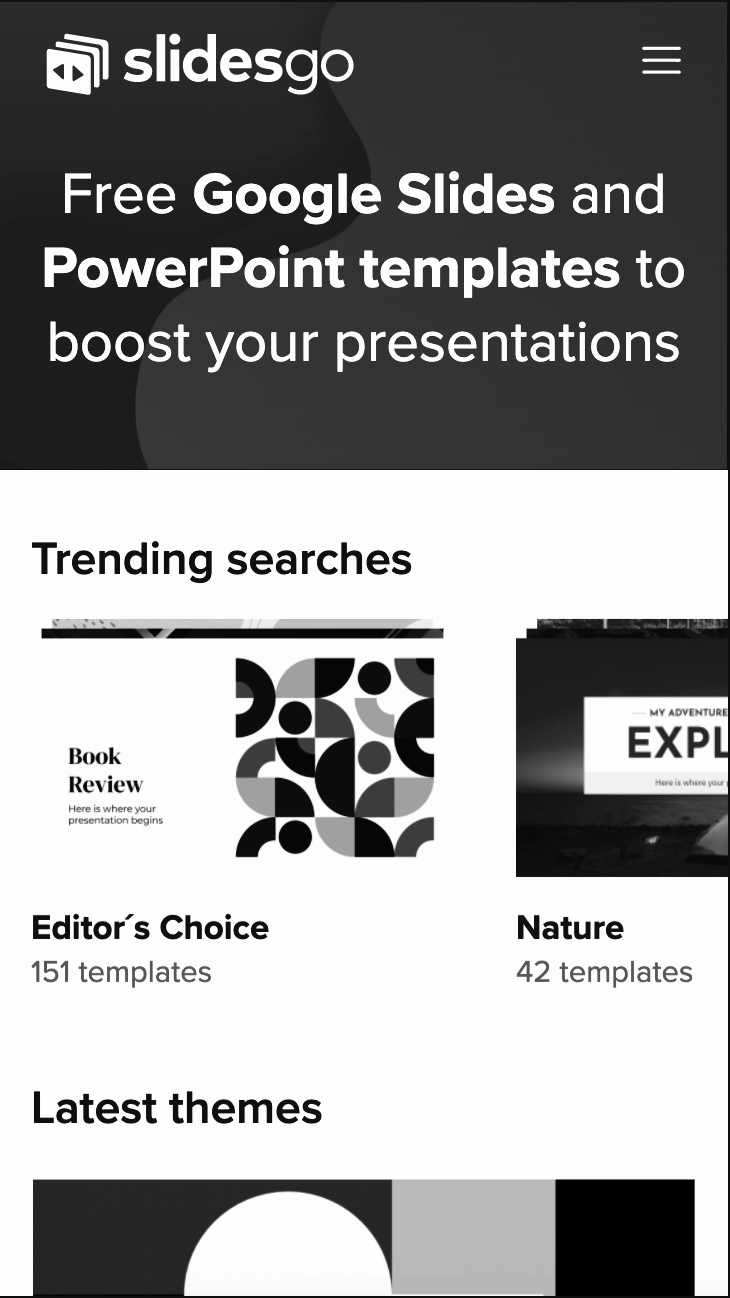 slidesgo
Free Google Slides and
PowerPoint templates to
boost your presentations
Trending searches
Book
Review
Here is where your
presentation begins
MY ADVENTURE
EXPL
Here is where your
Editor´s Choice
151 templates
Nature
42 templates
Latest themes